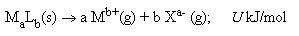 MaLb(s) → a Mb+(g) + b Xa- (g);     U kJ/mol